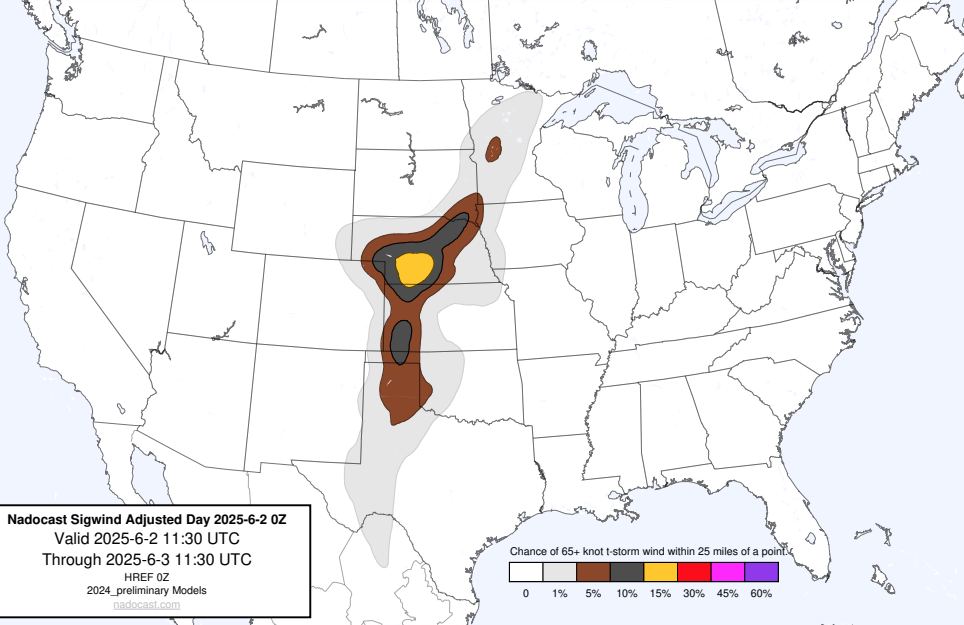 Nadocast Sigwind Adjusted Day 2025-6-2 0Z
Valid 2025-6-2 11:30 UTC
Through 2025-6-3 11:30 UTC
HREF 0Z
2024_preliminary Models
nadocast.com
Chance of 65+ knot t-storm wind within 25 miles of a point.
0 1% 5% 10% 15% 30% 45% 60%